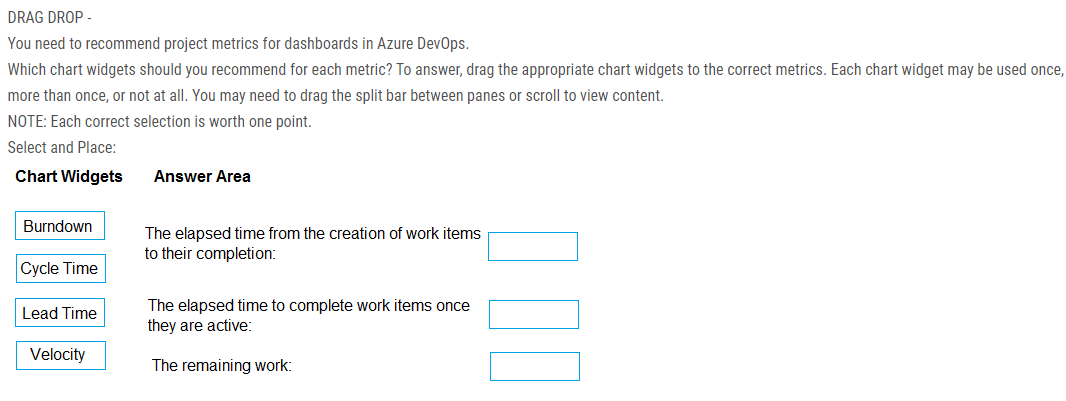 DRAG DROP -
You need to recommend project metrics for dashboards in Azure DevOps.
Which chart widgets should you recommend for each metric? To answer, drag the appropriate chart widgets to the correct metrics. Each chart widget may be used once,
more than once, or not at all. You may need to drag the split bar between panes or scroll to view content.
NOTE: Each correct selection is worth one point.
Select and Place:
Chart Widgets Answer Area
Burndown
Cycle Time
Lead Time
Velocity
The elapsed time from the creation of work items
to their completion:
The elapsed time to complete work items once
they are active:
The remaining work: